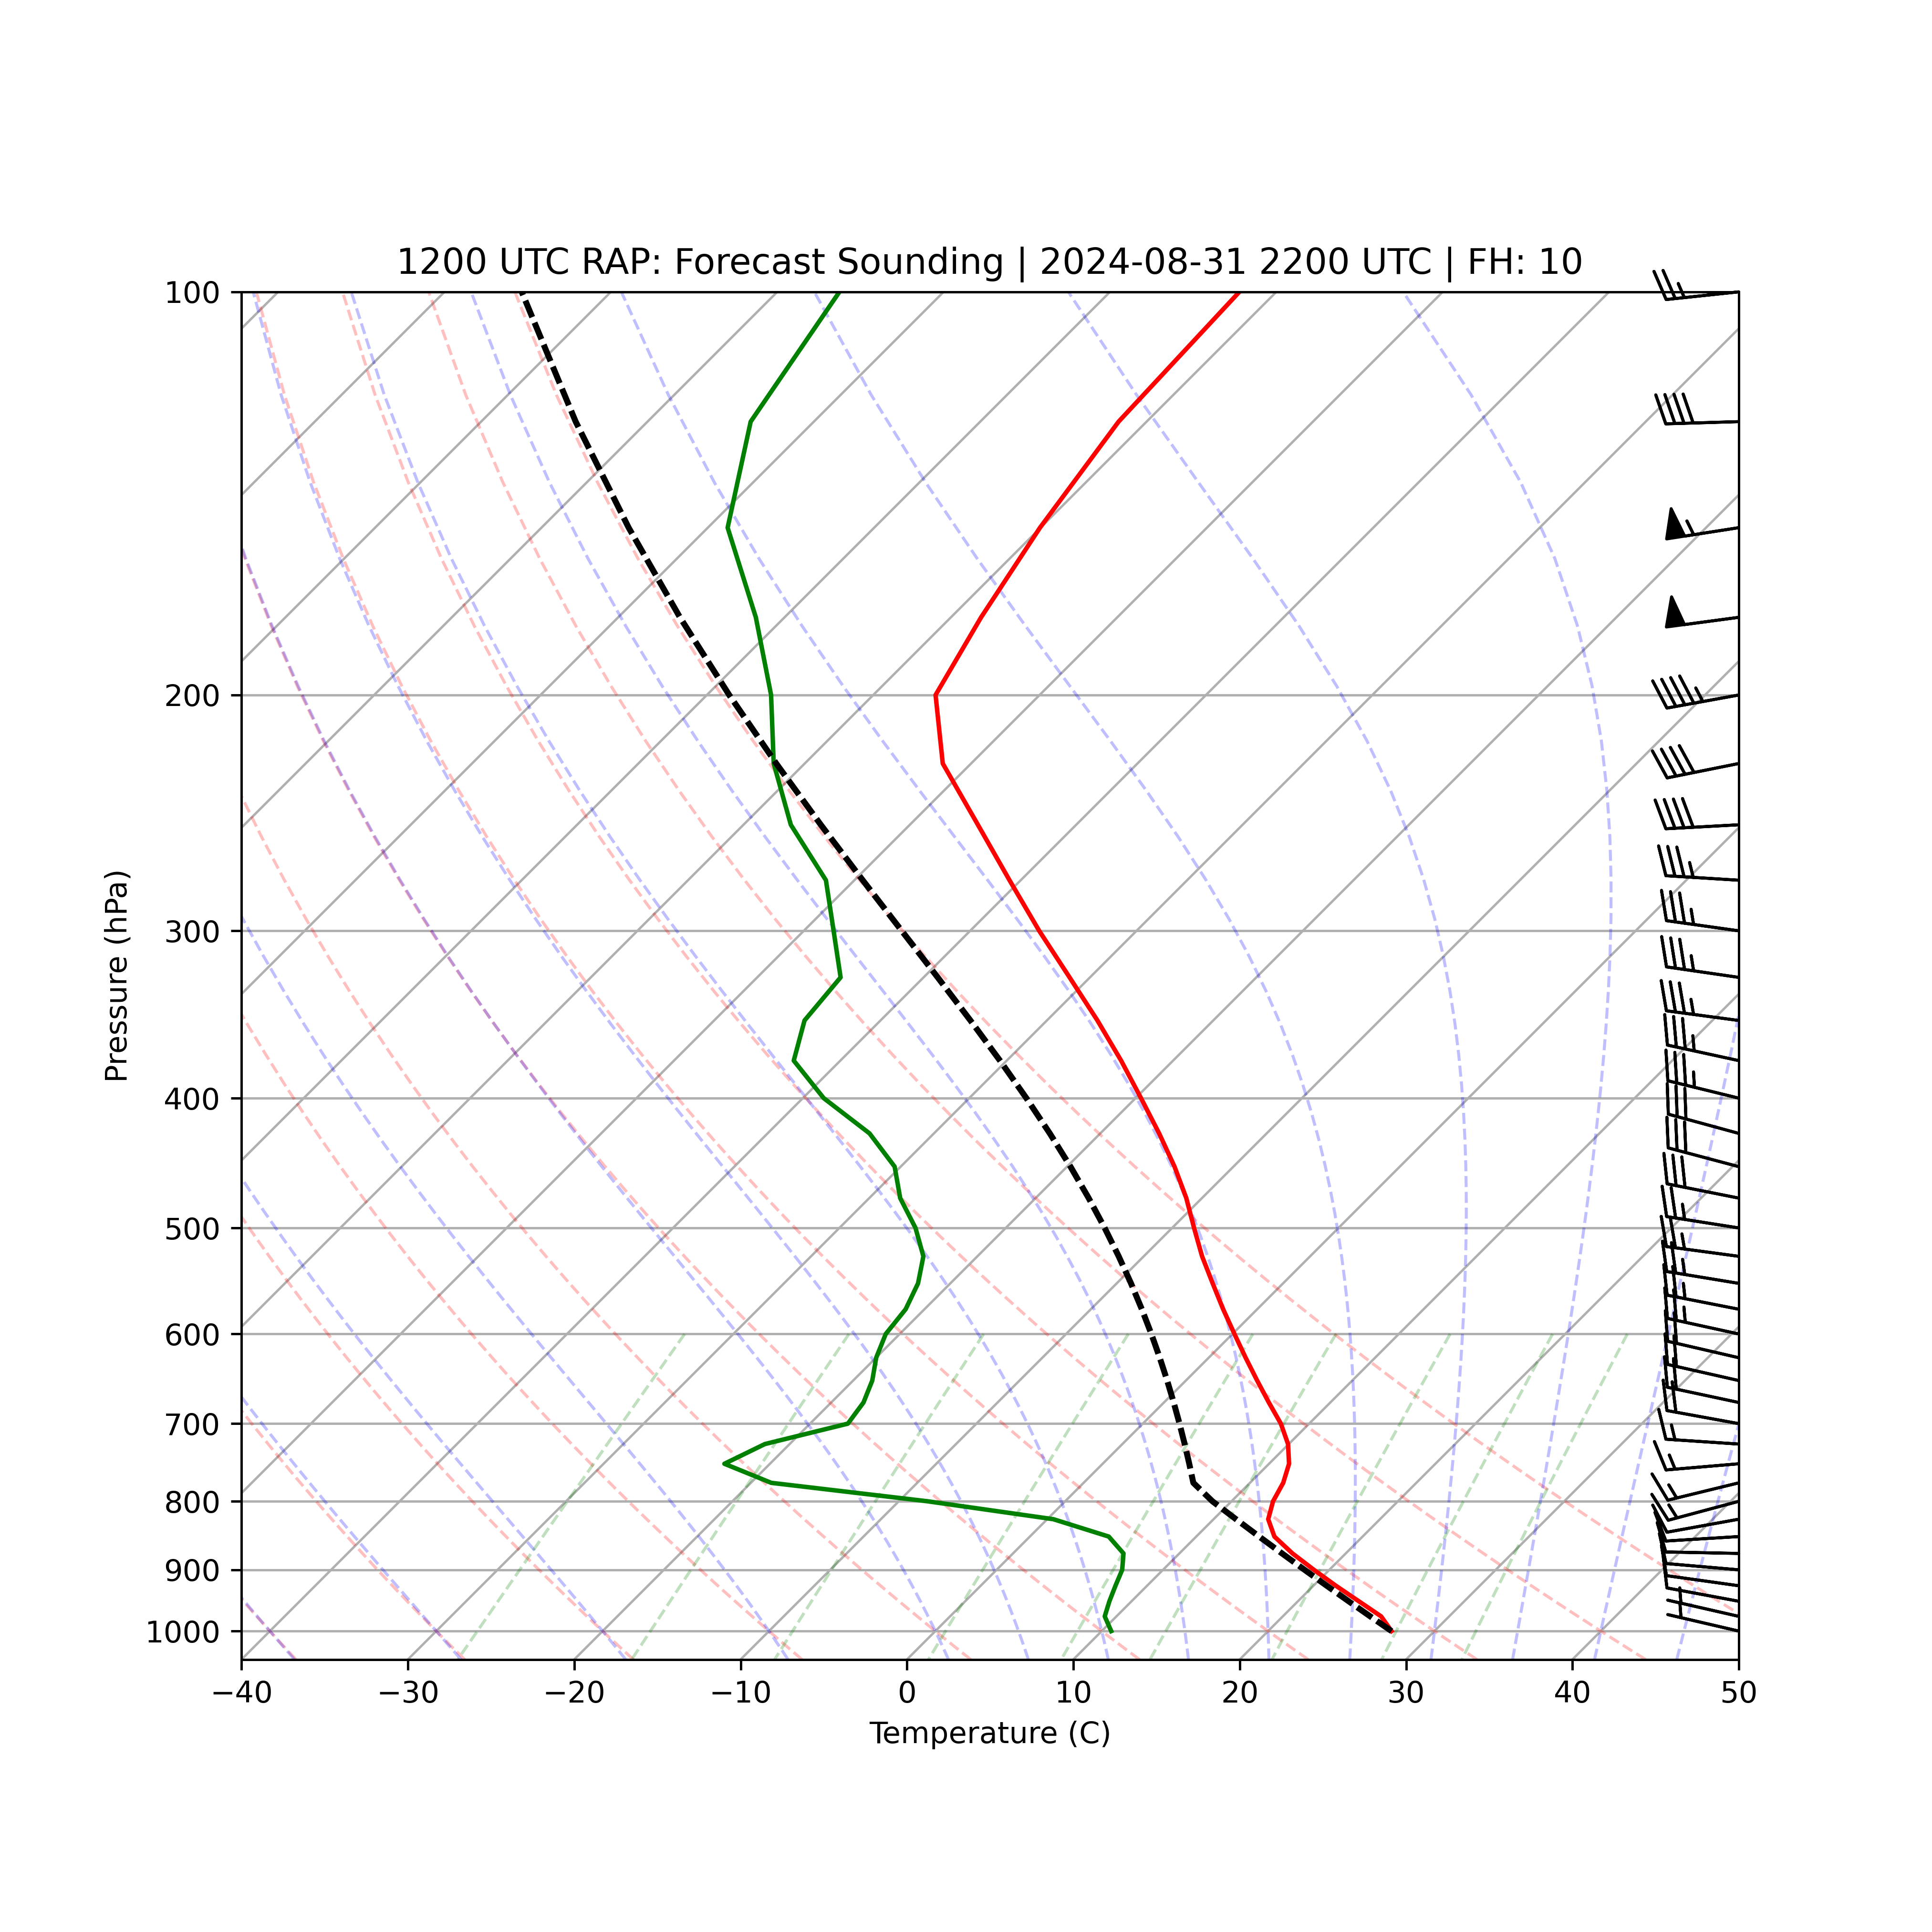 1200 UTC RAP: Forecast Sounding | 2024-08-31 2200 UTC | FH: 10
100
200
300
400
500
600
700
800
900
1000
Pressure (hPa)
−40 −30 −20 −10 0 10 20 30 40 50
Temperature (C)